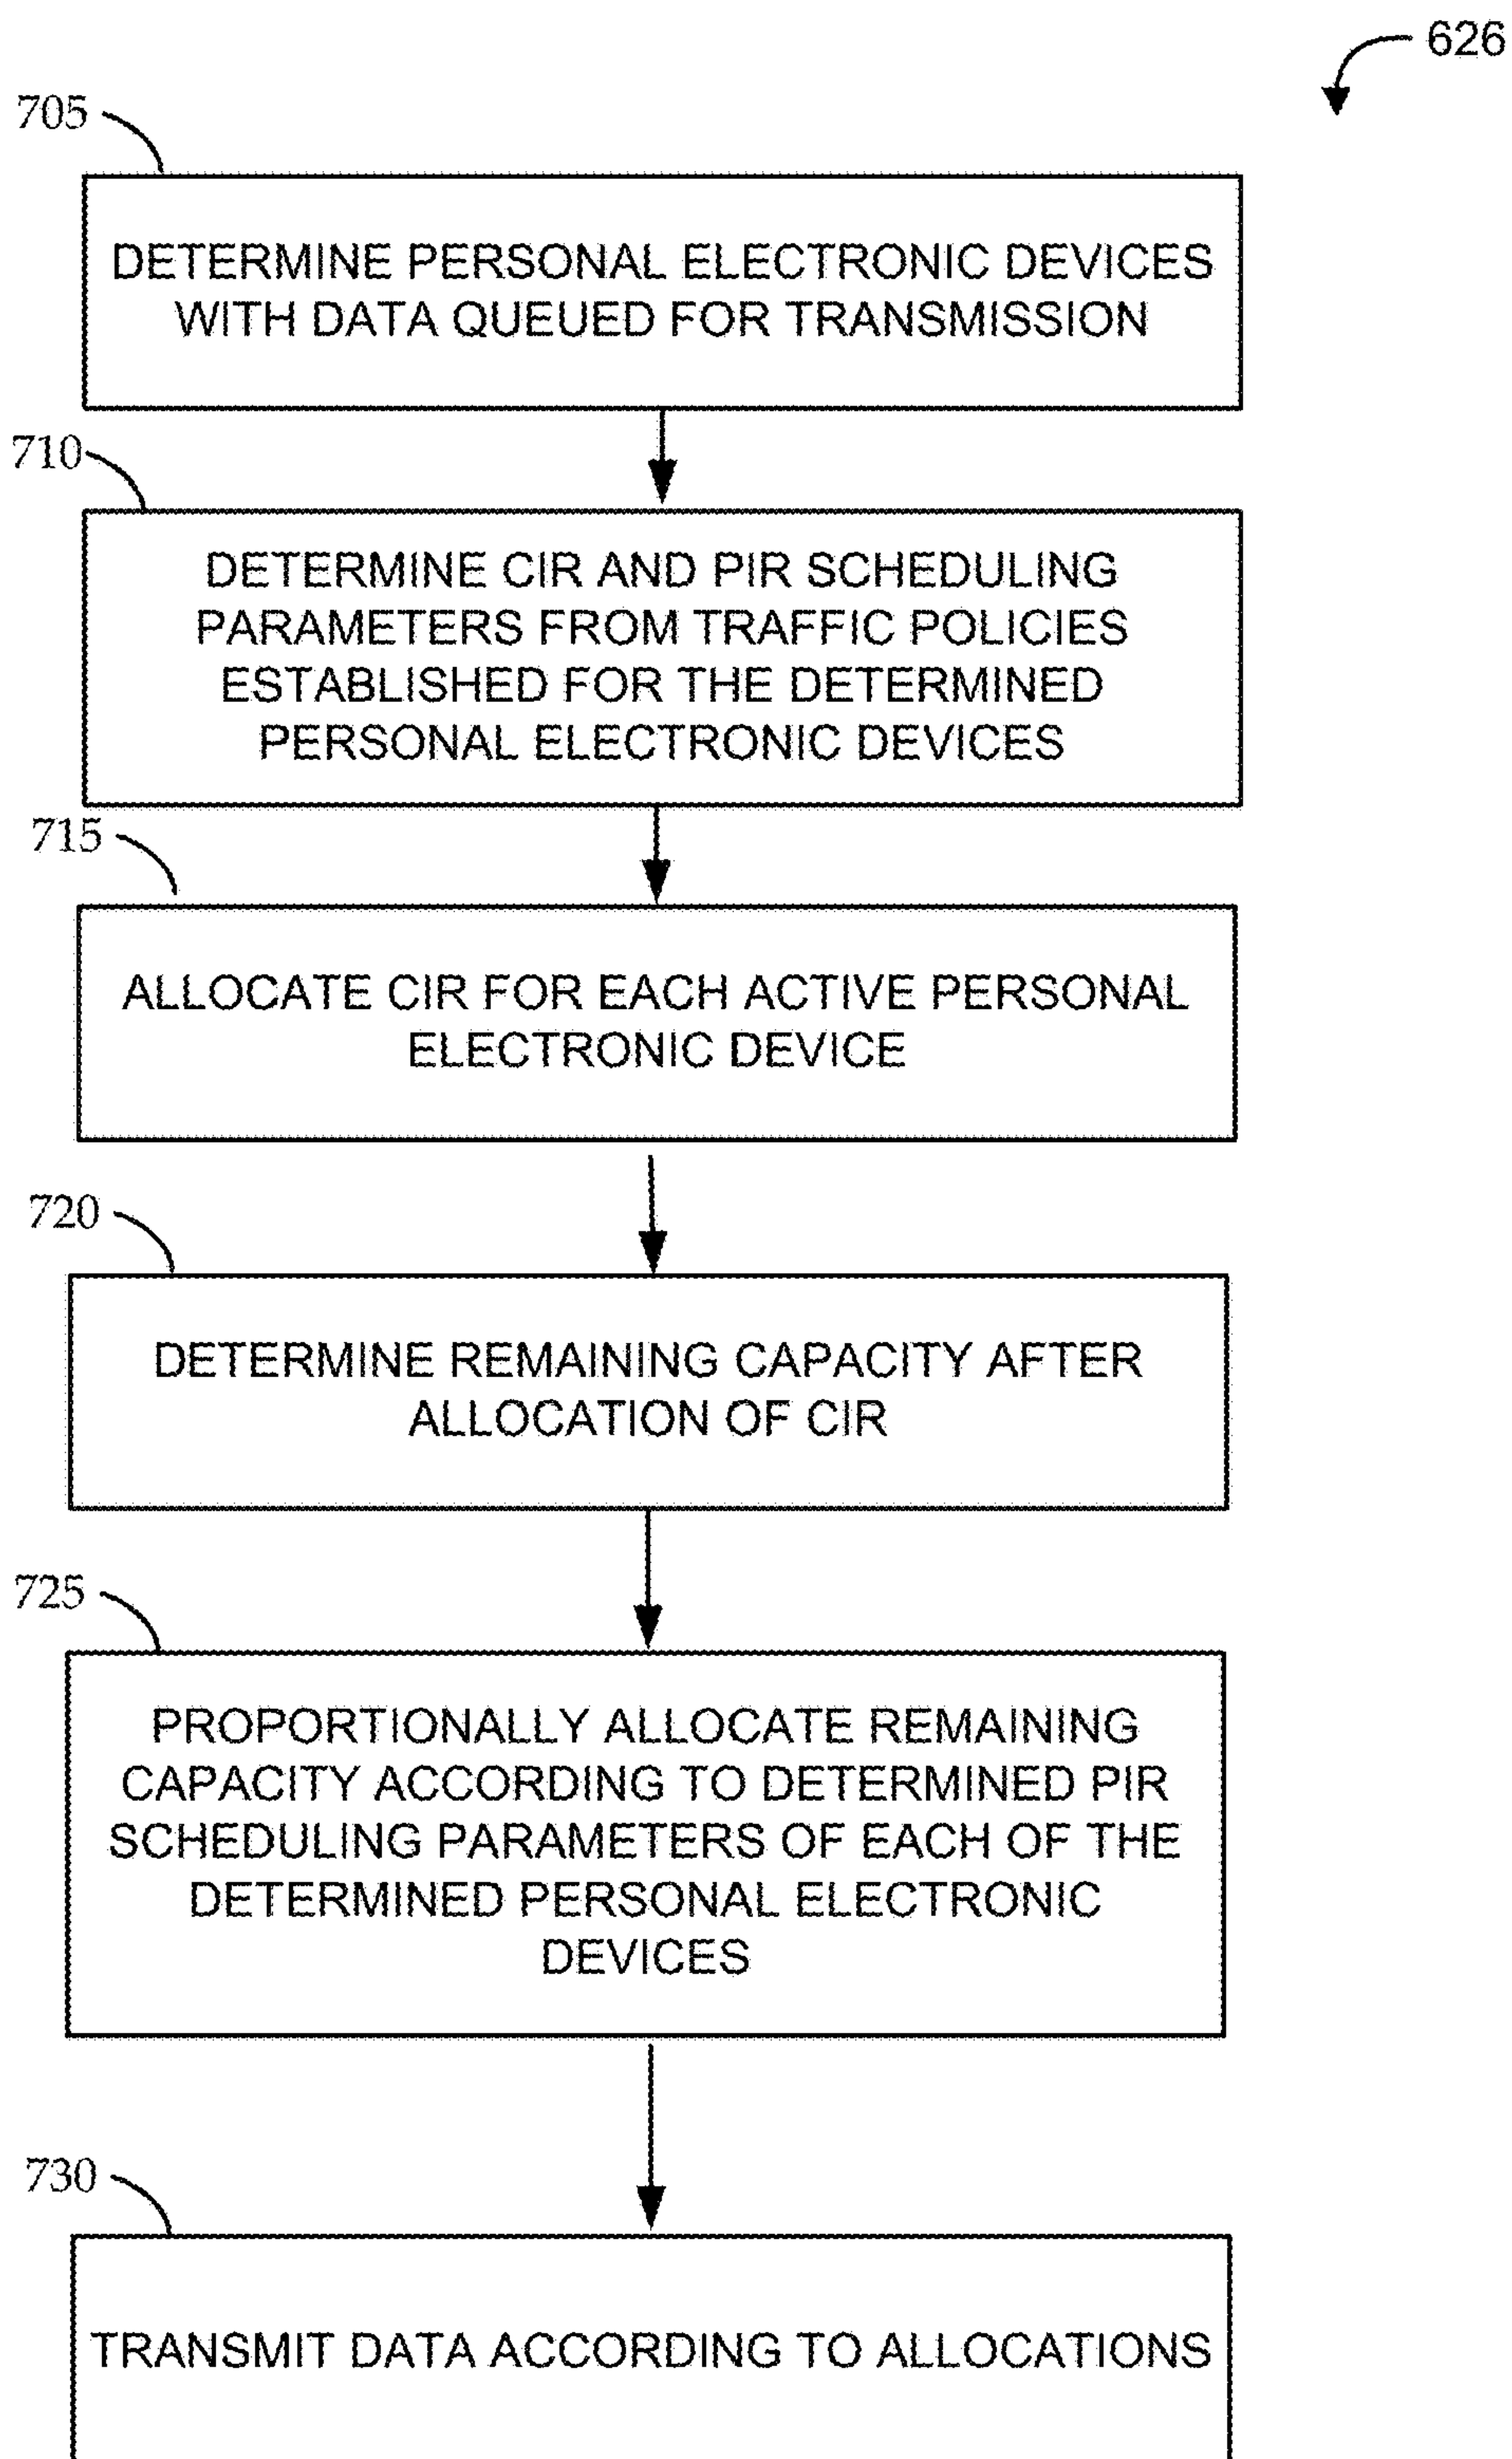 626
705
DETERMINE PERSONAL ELECTRONIC DEVICES
WITH DATA QUEUED FOR TRANSMISSION
710
DETERMINE CIR AND PIR SCHEDULING
PARAMETERS FROM TRAFFIC POLICIES
ESTABLISHED FOR THE DETERMINED
PERSONAL ELECTRONIC DEVICES
715
ALLOCATE CIR FOR EACH ACTIVE PERSONAL
ELECTRONIC DEVICE
720
DETERMINE REMAINING CAPACITY AFTER
ALLOCATION OF CIR
725
PROPORTIONALLY ALLOCATE REMAINING
CAPACITY ACCORDING TO DETERMINED PIR
SCHEDULING PARAMETERS OF EACH OF THE
DETERMINED PERSONAL ELECTRONIC
DEVICES
730
TRANSMIT DATA ACCORDING TO ALLOCATIONS